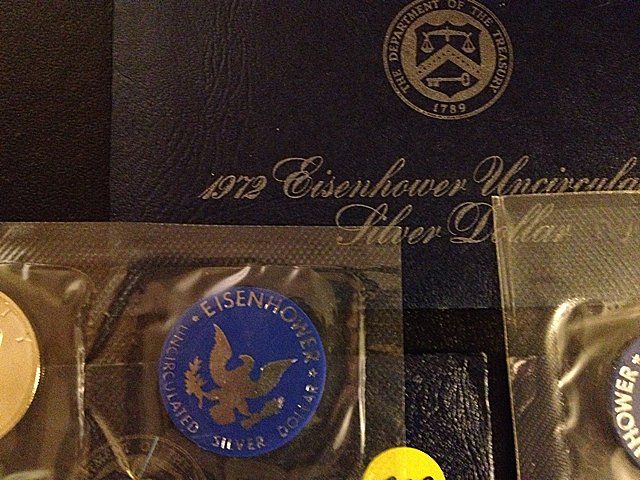 THE DEPARTMENT OF THE TREASURY
1789
1972 Eisenhower Uncircula
Silver Dollar
EISENHOWER
UNCIRCULATED SILVER DOLLAR
HOWER